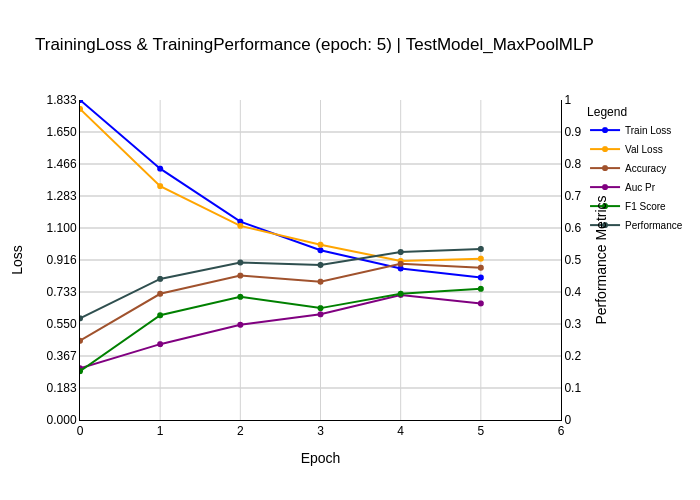 TrainingLoss & TrainingPerformance (epoch: 5) | TestModel_MaxPoolMLP
1.833
1.650
1.466
1.283
1.100
0.916
0.733
0.550
0.367
0.183
0.000
Loss
0 1 2 3 4 5 6
Epoch
1
0.9
0.8
0.7
0.6
0.5
0.4
0.3
0.2
0.1
0
Performance Metrics
Legend
Train Loss
Val Loss
Accuracy
Auc Pr
F1 Score
Performance